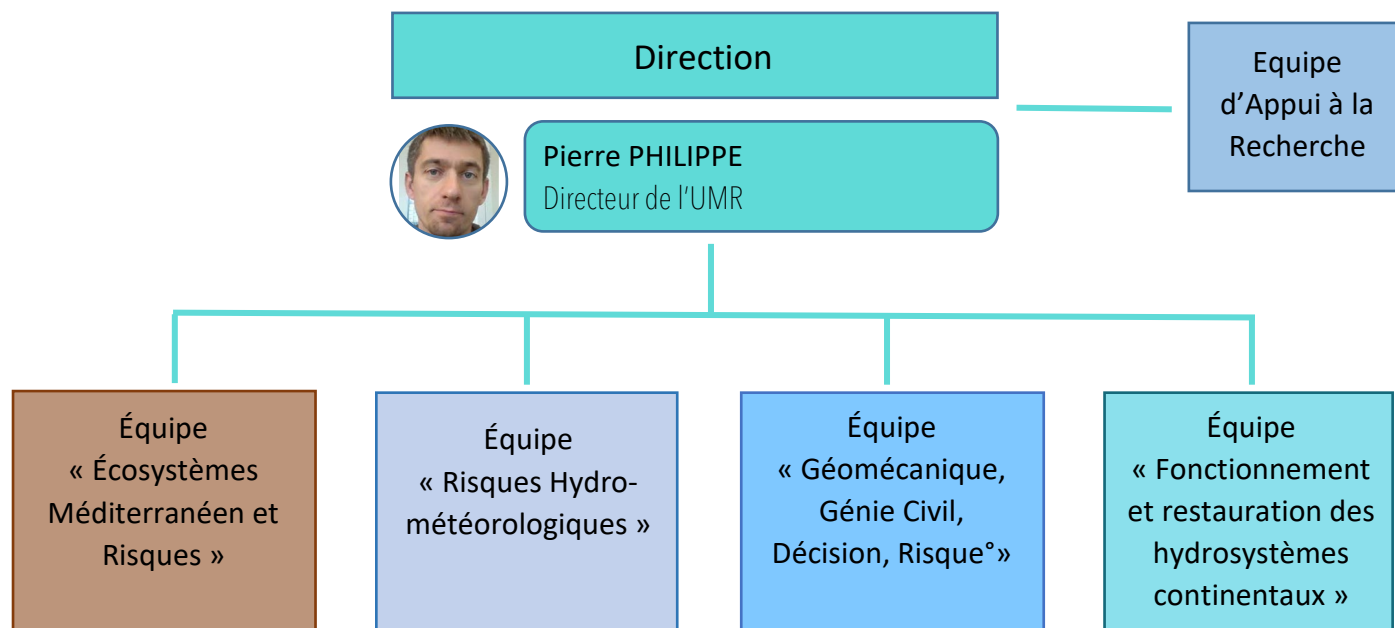 Direction
Equipe
d’Appui à la
Recherche
Pierre PHILIPPE
Directeur de l’UMR
Équipe
« Écosystèmes
Méditerranéen et
Risques »
Équipe
« Risques Hydro-
météorologiques »
Équipe
« Géomécanique,
Génie Civil,
Décision, Risque°»
Équipe
« Fonctionnement
et restauration des
hydrosystèmes
continentaux »